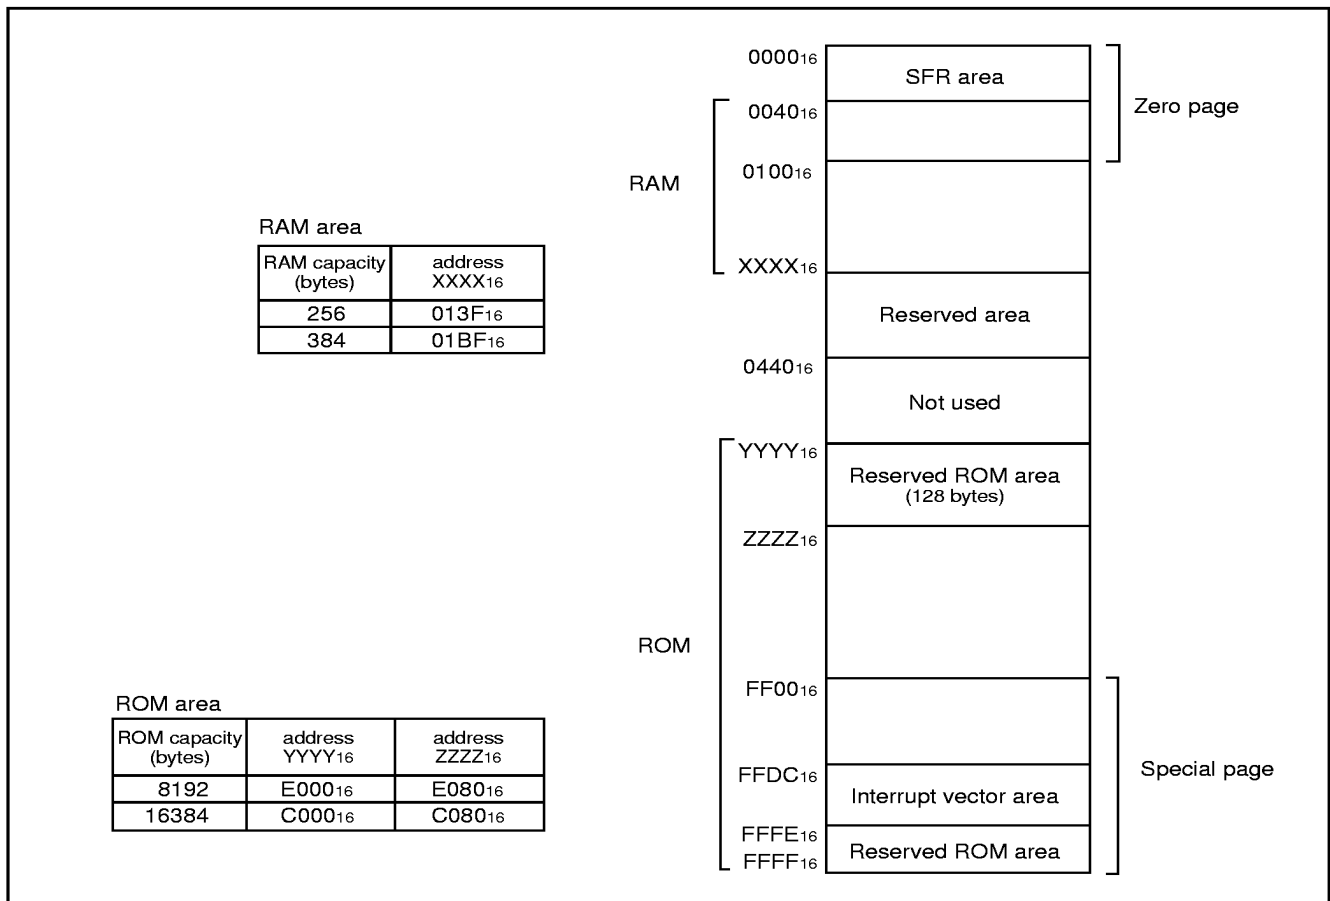 0000₁₆
SFR area
Zero page
0040₁₆
RAM
0100₁₆
XXXX₁₆
RAM area
RAM capacity (bytes) address XXXX₁₆
256 013F₁₆
384 01BF₁₆
Reserved area
0440₁₆
Not used
YYYY₁₆
Reserved ROM area
(128 bytes)
ZZZZ₁₆
ROM
FF00₁₆
ROM area
ROM capacity (bytes) address YYYY₁₆ address ZZZZ₁₆
8192 E000₁₆ E080₁₆
16384 C000₁₆ C080₁₆
FFDC₁₆
Special page
Interrupt vector area
FFFE₁₆
Reserved ROM area
FFFF₁₆